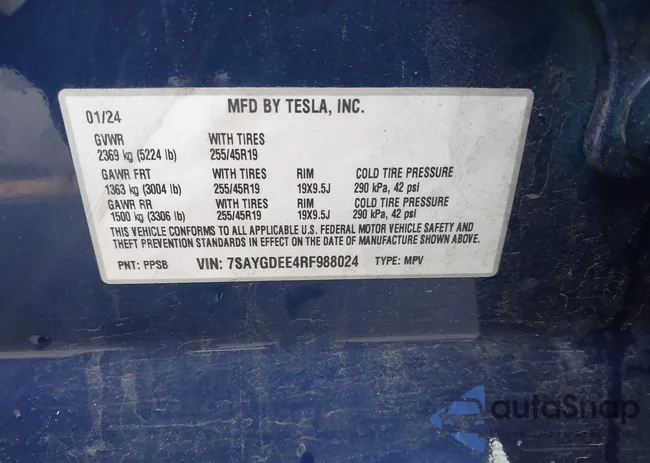 MFD BY TESLA, INC.
01/24
GVWR WITH TIRES
2369 kg (5224 lb) 255/45R19
GAWR FRT WITH TIRES RIM COLD TIRE PRESSURE
1363 kg (3004 lb) 255/45R19 19X9.5J 290 kPa, 42 psi
GAWR RR WITH TIRES RIM COLD TIRE PRESSURE
1500 kg (3306 lb) 255/45R19 19X9.5J 290 kPa, 42 psi
THIS VEHICLE CONFORMS TO ALL APPLICABLE U.S. FEDERAL MOTOR VEHICLE SAFETY AND
THEFT PREVENTION STANDARDS IN EFFECT ON THE DATE OF MANUFACTURE SHOWN ABOVE.
PNT: PPSB VIN: 7SAYGDEE4RF988024 TYPE: MPV
autoSnap